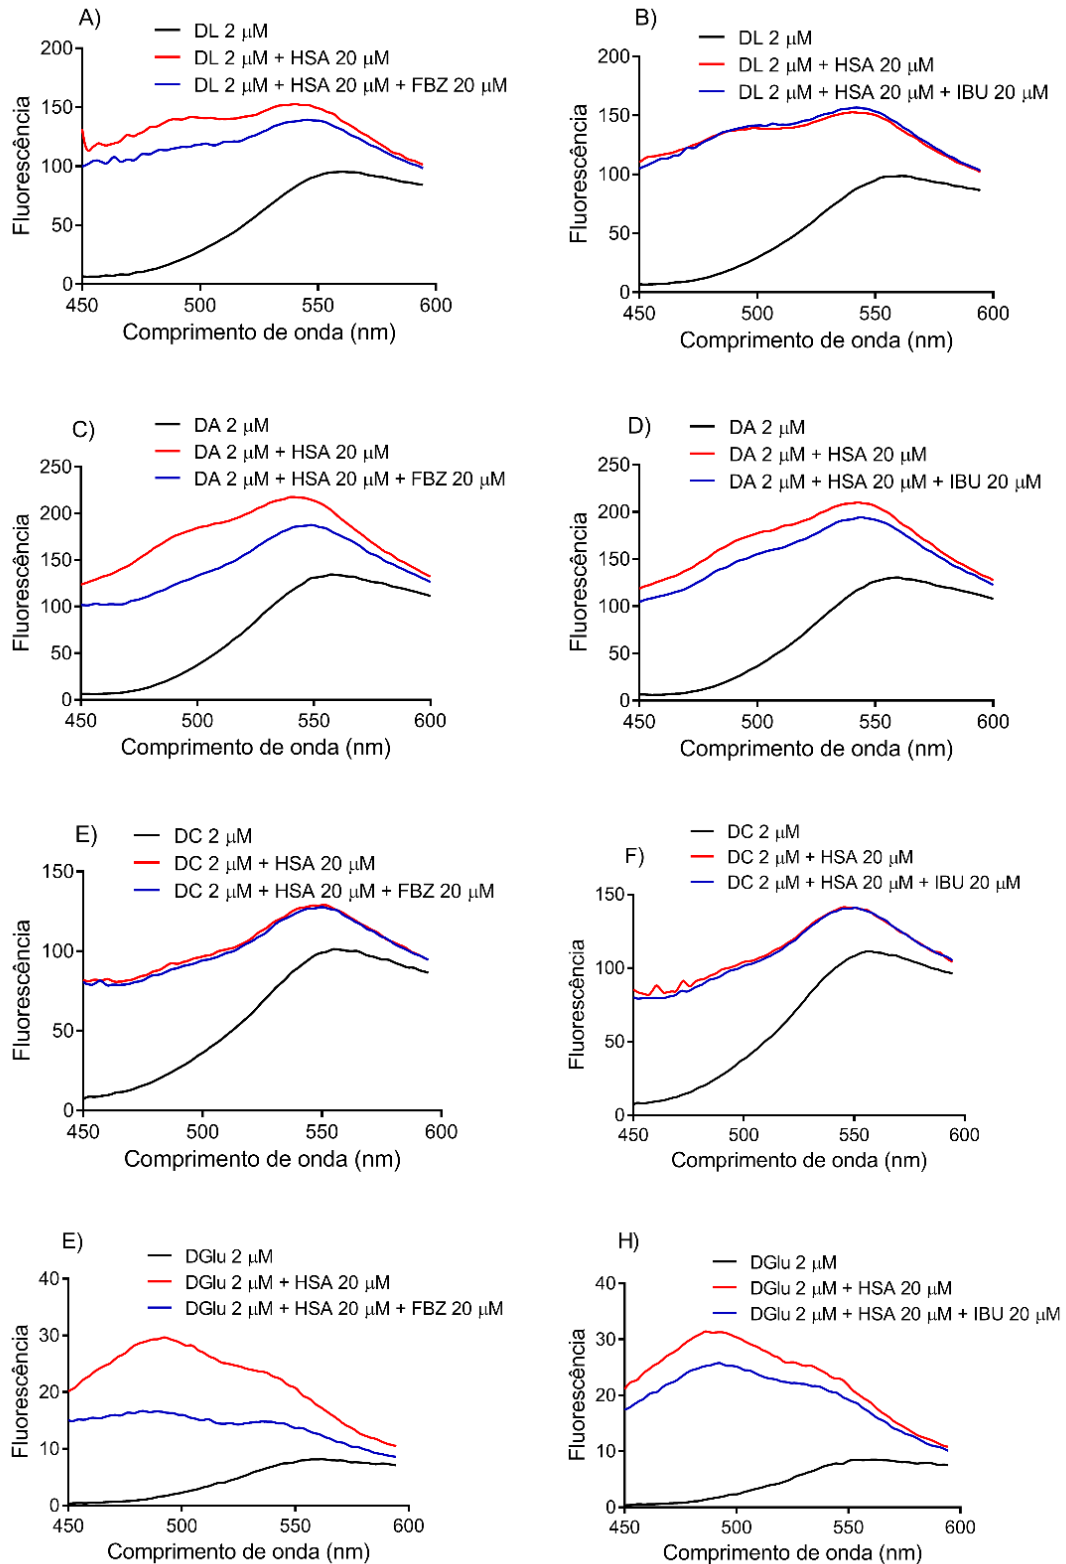 A)
DL 2 μM
DL 2 μM + HSA 20 μM
DL 2 μM + HSA 20 μM + FBZ 20 μM
200
150
100
50
0
450
500
550
600
Fluorescência
Comprimento de onda (nm)
B)
DL 2 μM
DL 2 μM + HSA 20 μM
DL 2 μM + HSA 20 μM + IBU 20 μM
200
150
100
50
0
450
500
550
600
Fluorescência
Comprimento de onda (nm)
C)
DA 2 μM
DA 2 μM + HSA 20 μM
DA 2 μM + HSA 20 μM + FBZ 20 μM
250
200
150
100
50
0
450
500
550
600
Fluorescência
Comprimento de onda (nm)
D)
DA 2 μM
DA 2 μM + HSA 20 μM
DA 2 μM + HSA 20 μM + IBU 20 μM
250
200
150
100
50
0
450
500
550
600
Fluorescência
Comprimento de onda (nm)
E)
DC 2 μM
DC 2 μM + HSA 20 μM
DC 2 μM + HSA 20 μM + FBZ 20 μM
150
100
50
0
450
500
550
600
Fluorescência
Comprimento de onda (nm)
F)
DC 2 μM
DC 2 μM + HSA 20 μM
DC 2 μM + HSA 20 μM + IBU 20 μM
150
100
50
0
450
500
550
600
Fluorescência
Comprimento de onda (nm)
E)
DGlu 2 μM
DGlu 2 μM + HSA 20 μM
DGlu 2 μM + HSA 20 μM + FBZ 20 μM
40
30
20
10
0
450
500
550
600
Fluorescência
Comprimento de onda (nm)
H)
DGlu 2 μM
DGlu 2 μM + HSA 20 μM
DGlu 2 μM + HSA 20 μM + IBU 20 μM
40
30
20
10
0
450
500
550
600
Fluorescência
Comprimento de onda (nm)